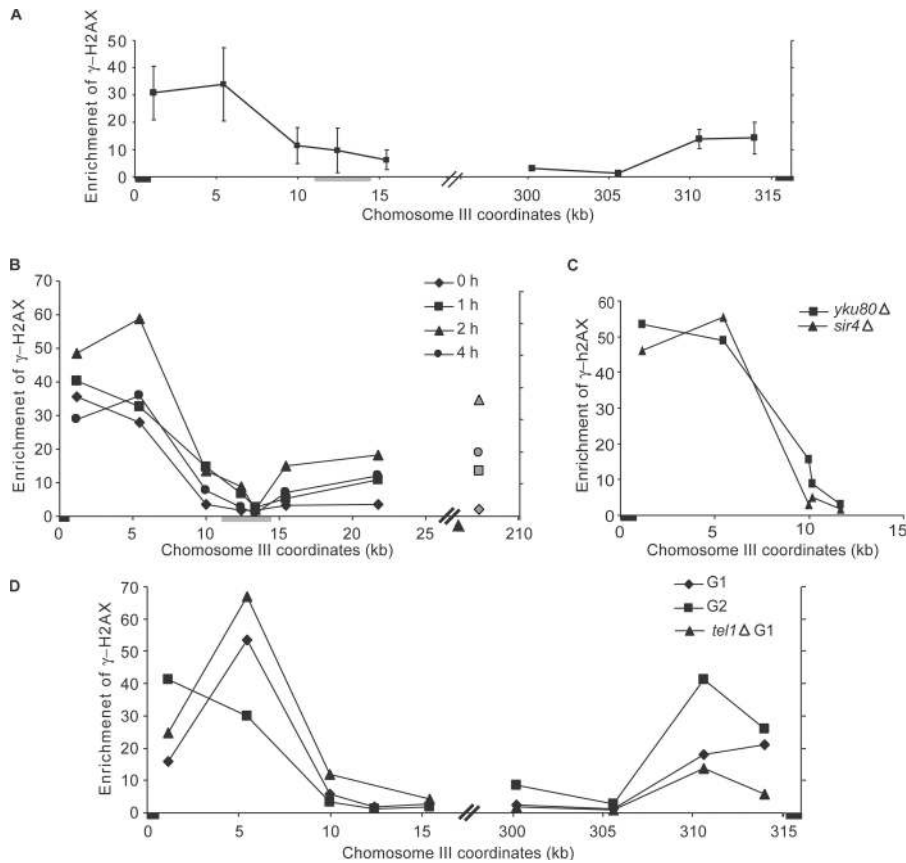 A
Enrichmenet of γ–H2AX
50
40
30
20
10
0
0 5 10 15 300 305 310 315
Chomosome III coordinates (kb)
B
Enrichmenet of γ–H2AX
70
60
50
40
30
20
10
0
0 5 10 15 20 25 210
Chromosome III coordinates (kb)
0 h
1 h
2 h
4 h
C
Enrichment of γ–h2AX
70
60
50
40
30
20
10
0
0 5 10 15
Chromosome III coordinates (kb)
yku80 Δ
sir4 Δ
D
Enrichmenet of γ–H2AX
70
60
50
40
30
20
10
0
0 5 10 15 300 305 310 315
Chromosome III coordinates (kb)
G1
G2
tel1 Δ G1